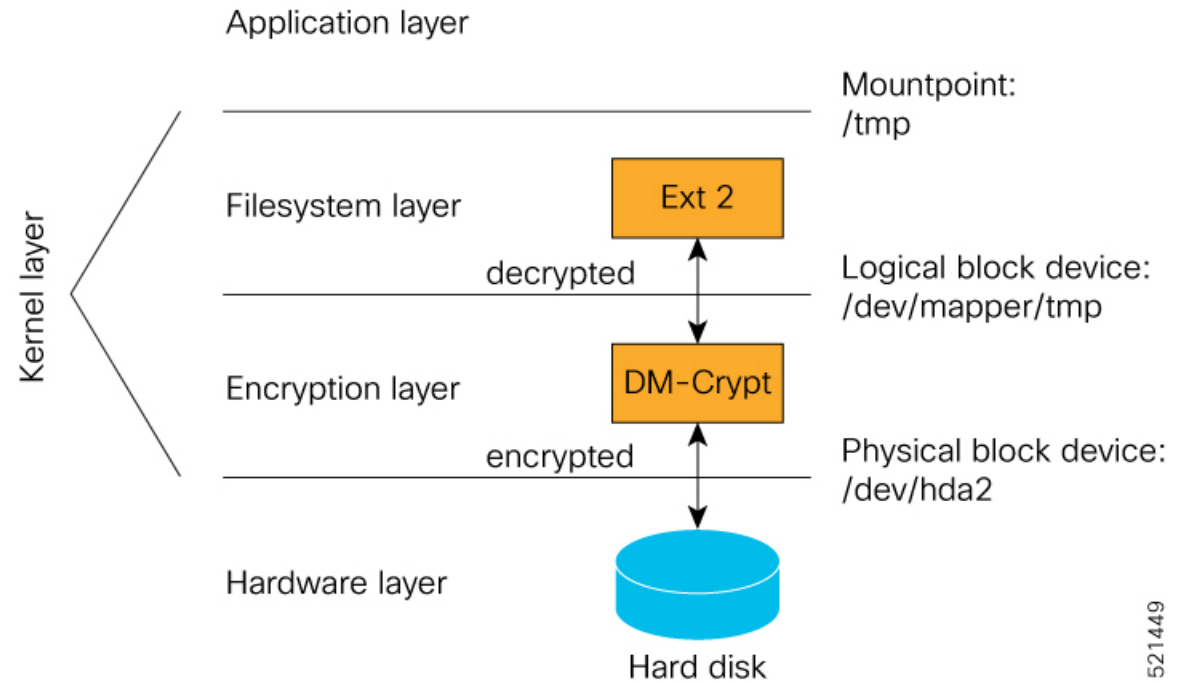 Application layer
Mountpoint:
/tmp
Kernel layer
Filesystem layer
Ext 2
decrypted
Logical block device:
/dev/mapper/tmp
Encryption layer
DM-Crypt
encrypted
Physical block device:
/dev/hda2
Hardware layer
Hard disk
521449